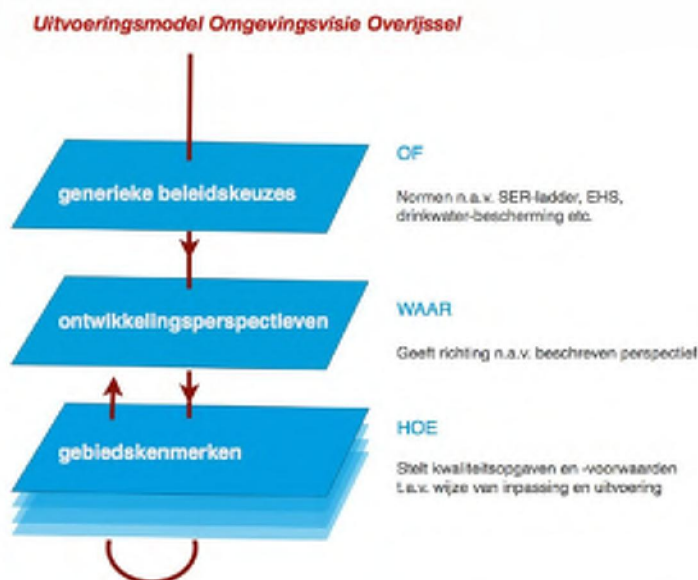 Uitvoeringsmodel Omgevingsvisie Overijssel
generieke beleidskeuzes
OF
Normen n.a.v. SER-ladder, EHS,
drinkwater-bescherming etc.
ontwikkelingsperspectieven
WAAR
Geeft richting n.a.v. beschreven perspectief
gebiedskenmerken
HOE
Stelt kwaliteitsopgaven en -voorwaarden
t.a.v. wijze van inpassing en uitvoering